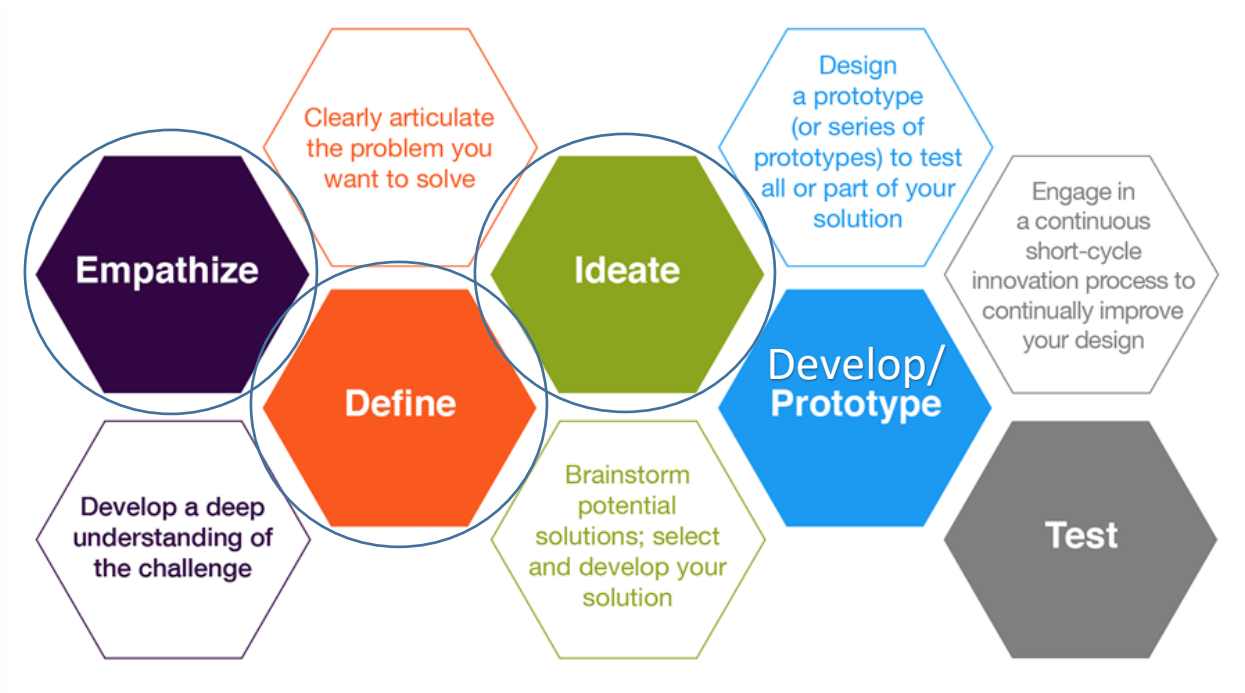 Empathize
Develop a deep
understanding of
the challenge
Clearly articulate
the problem you
want to solve
Define
Ideate
Brainstorm
potential
solutions; select
and develop your
solution
Design
a prototype
(or series of
prototypes) to test
all or part of your
solution
Develop/
Prototype
Engage in
a continuous
short-cycle
innovation process to
continually improve
your design
Test